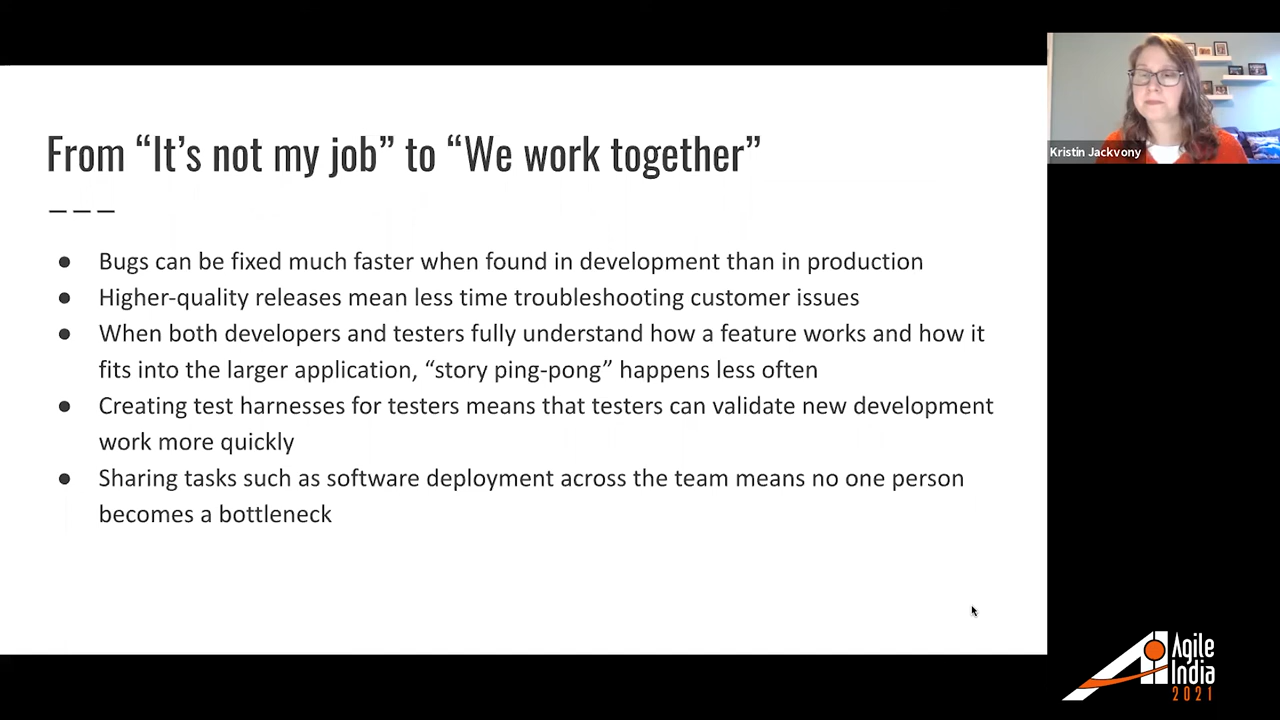 From “It’s not my job” to “We work together”
Kristin Jackvony
● Bugs can be fixed much faster when found in development than in production
● Higher-quality releases mean less time troubleshooting customer issues
● When both developers and testers fully understand how a feature works and how it
fits into the larger application, “story ping-pong” happens less often
● Creating test harnesses for testers means that testers can validate new development
work more quickly
● Sharing tasks such as software deployment across the team means no one person
becomes a bottleneck
Agile
India
2021